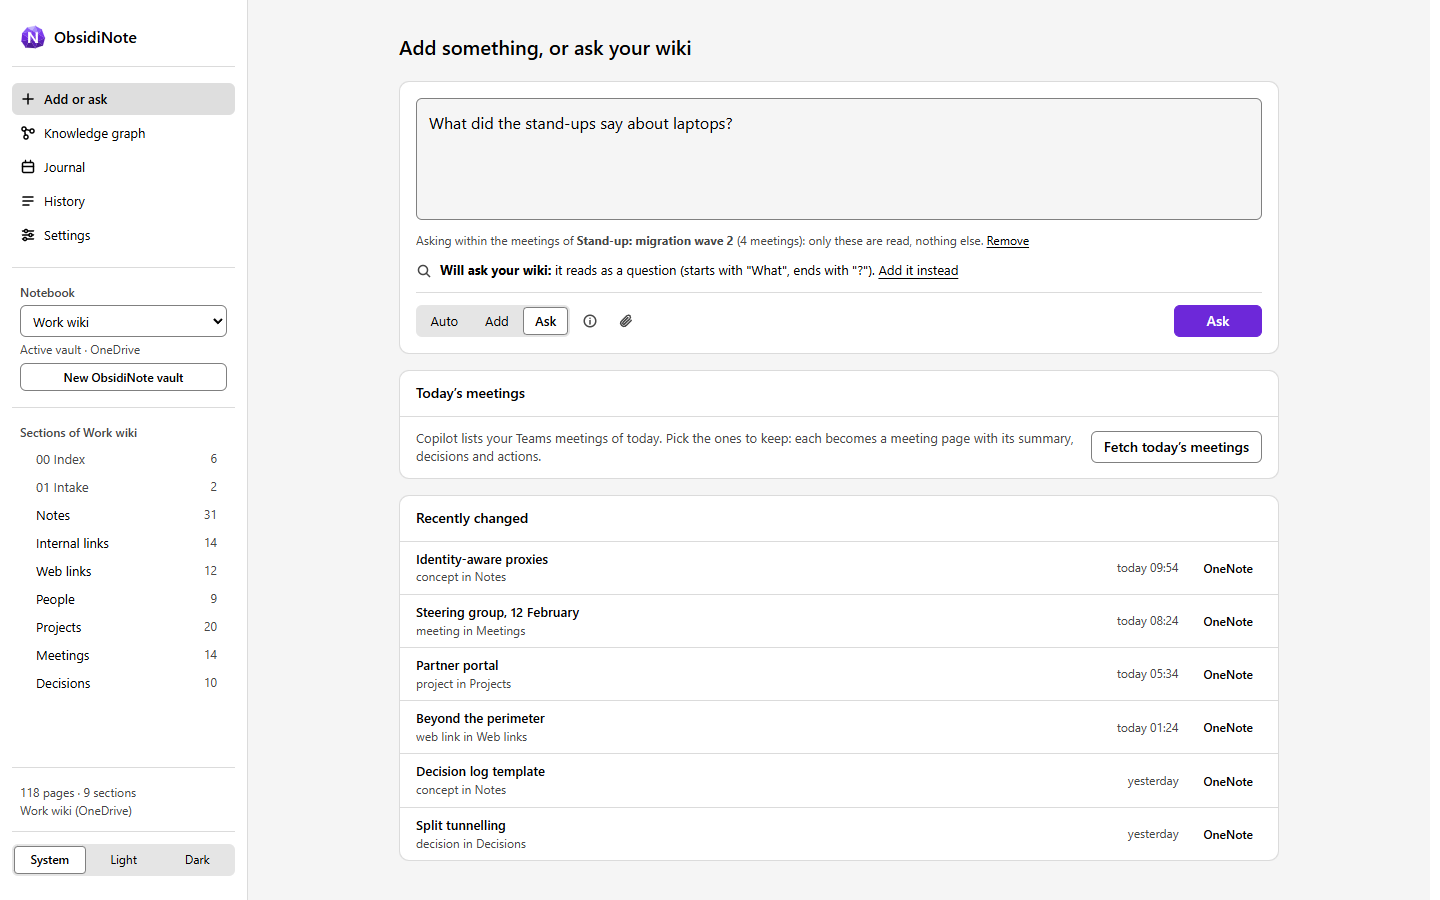 ObsidiNote
Add or ask
Knowledge graph
Journal
History
Settings
Notebook
Work wiki
Active vault · OneDrive
New ObsidiNote vault
Sections of Work wiki
00 Index 6
01 Intake 2
Notes 31
Internal links 14
Web links 12
People 9
Projects 20
Meetings 14
Decisions 10
118 pages · 9 sections
Work wiki (OneDrive)
System Light Dark
Add something, or ask your wiki
What did the stand-ups say about laptops?
Asking within the meetings of Stand-up: migration wave 2 (4 meetings): only these are read, nothing else. Remove
Will ask your wiki: it reads as a question (starts with "What", ends with "?"). Add it instead
Auto Add Ask Ask
Today’s meetings
Copilot lists your Teams meetings of today. Pick the ones to keep: each becomes a meeting page with its summary,
decisions and actions.
Fetch today’s meetings
Recently changed
Identity-aware proxies
concept in Notes
today 09:54 OneNote
Steering group, 12 February
meeting in Meetings
today 08:24 OneNote
Partner portal
project in Projects
today 05:34 OneNote
Beyond the perimeter
web link in Web links
today 01:24 OneNote
Decision log template
concept in Notes
yesterday OneNote
Split tunnelling
decision in Decisions
yesterday OneNote